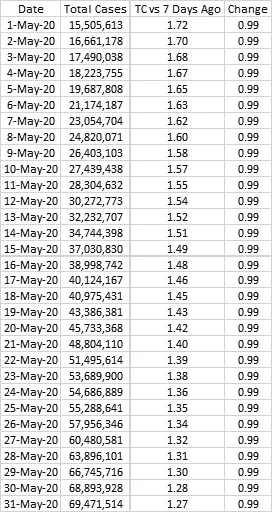 Date Total Cases TC vs 7 Days Ago Change
1-May-20 15,505,613 1.72 0.99
2-May-20 16,661,178 1.70 0.99
3-May-20 17,490,038 1.68 0.99
4-May-20 18,223,755 1.67 0.99
5-May-20 19,687,808 1.65 0.99
6-May-20 21,174,187 1.63 0.99
7-May-20 23,054,704 1.62 0.99
8-May-20 24,820,071 1.60 0.99
9-May-20 26,403,103 1.58 0.99
10-May-20 27,439,438 1.57 0.99
11-May-20 28,304,632 1.55 0.99
12-May-20 30,272,773 1.54 0.99
13-May-20 32,232,707 1.52 0.99
14-May-20 34,744,398 1.51 0.99
15-May-20 37,030,830 1.49 0.99
16-May-20 38,998,742 1.48 0.99
17-May-20 40,124,167 1.46 0.99
18-May-20 40,975,431 1.45 0.99
19-May-20 43,386,381 1.43 0.99
20-May-20 45,733,368 1.42 0.99
21-May-20 48,804,110 1.40 0.99
22-May-20 51,495,614 1.39 0.99
23-May-20 53,689,900 1.38 0.99
24-May-20 54,686,889 1.36 0.99
25-May-20 55,288,641 1.35 0.99
26-May-20 57,956,346 1.34 0.99
27-May-20 60,480,581 1.32 0.99
28-May-20 63,896,101 1.31 0.99
29-May-20 66,745,716 1.30 0.99
30-May-20 68,893,928 1.28 0.99
31-May-20 69,471,514 1.27 0.99